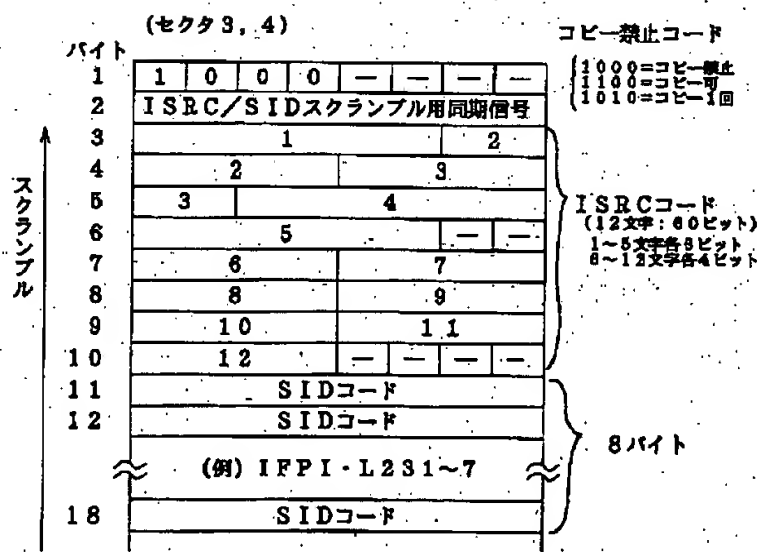 (セクタ3, 4)
コピー禁止コード
バイト
1000=コピー禁止
1100=コピー可
1010=コピー1回
1 1 0 0 0 — — — —
2 ISRC/SIDスクランブル用同期信号
3 1 2
4 2 3
5 3 4
6 5 — —
7 6 7
8 8 9
9 10 11
10 12 — — — —
11 SIDコード
12 SIDコード
(例) IFPI・L231~7
18 SIDコード
スクランブル
ISRCコード
(12文字:60ビット)
1~5文字各6ビット
6~12文字各4ビット
8バイト